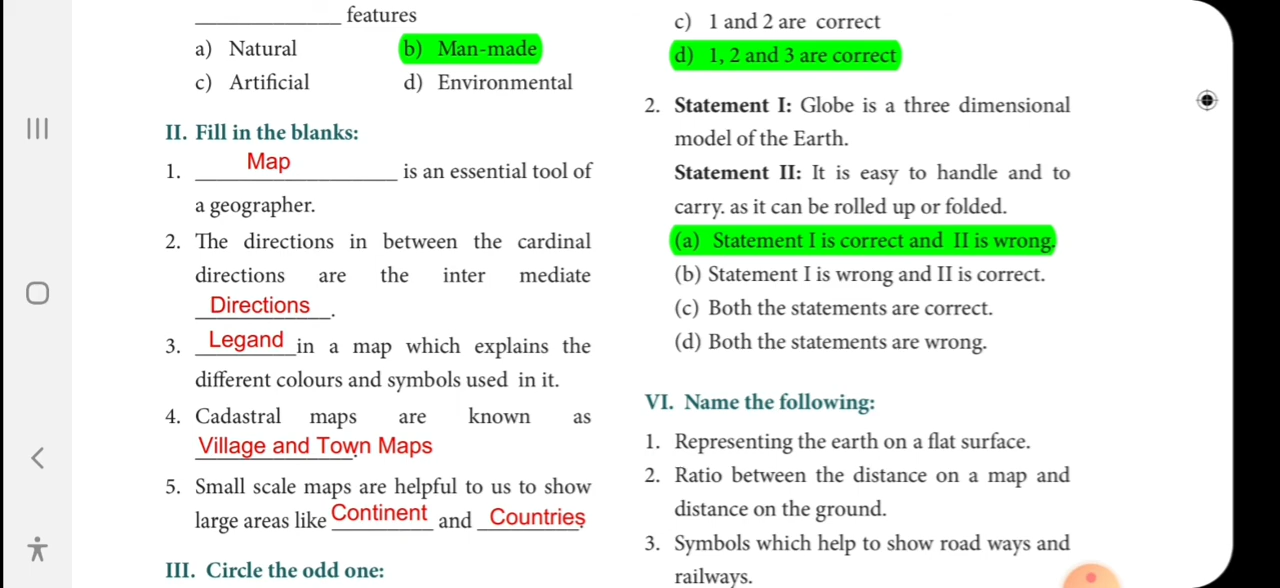 ______________ features
a) Natural b) Man-made
c) Artificial d) Environmental
II. Fill in the blanks:
1. Map is an essential tool of
a geographer.
2. The directions in between the cardinal
directions are the inter mediate
Directions.
3. Legand in a map which explains the
different colours and symbols used in it.
4. Cadastral maps are known as
Village and Town Maps.
5. Small scale maps are helpful to us to show
large areas like Continent and Countries.
III. Circle the odd one:
c) 1 and 2 are correct
d) 1, 2 and 3 are correct
2. Statement I: Globe is a three dimensional
model of the Earth.
Statement II: It is easy to handle and to
carry. as it can be rolled up or folded.
(a) Statement I is correct and II is wrong.
(b) Statement I is wrong and II is correct.
(c) Both the statements are correct.
(d) Both the statements are wrong.
VI. Name the following:
1. Representing the earth on a flat surface.
2. Ratio between the distance on a map and
distance on the ground.
3. Symbols which help to show road ways and
railways.